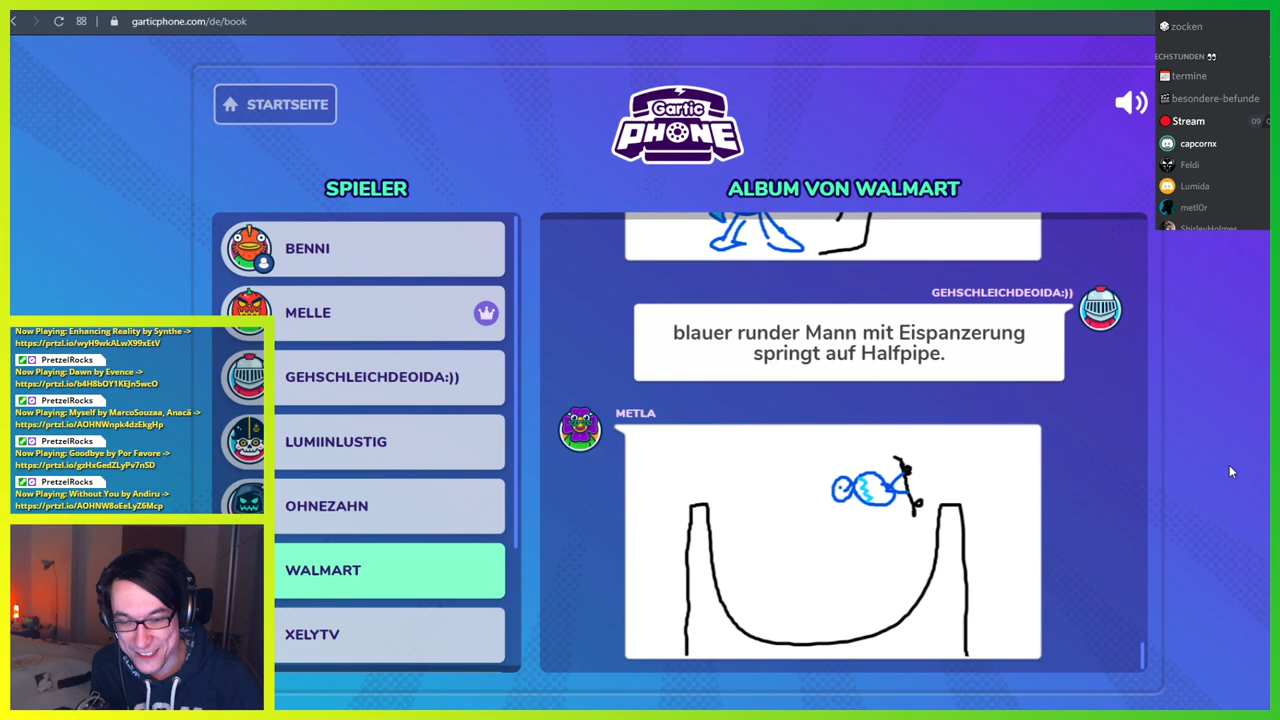 garticphone.com/de/book
zocken
ECHSTUNDEN
termine
besondere-befunde
Stream
09
capcornx
Feldi
Lumida
metl0r
ShirleyHolmes
STARTSEITE
Gartic
PHONE
SPIELER
ALBUM VON WALMART
BENNI
MELLE
GEHSCHLEICHDEOIDA:))
LUMIINLUSTIG
OHNEZAHN
WALMART
XELYTV
GEHSCHLEICHDEOIDA:))
blauer runder Mann mit Eispanzerung
springt auf Halfpipe.
METLA
Now Playing: Enhancing Reality by Synthe ->
https://prtzl.io/wyH9wkALwX99xEtV
PretzelRocks
Now Playing: Dawn by Evence ->
https://prtzl.io/b4H8bOY1KEJn5wcO
PretzelRocks
Now Playing: Myself by MarcoSouzaa, Anacã ->
https://prtzl.io/AOHNWnpk4dzEkgHp
PretzelRocks
Now Playing: Goodbye by Por Favore ->
https://prtzl.io/gzHxGedZLyPv7nSD
PretzelRocks
Now Playing: Without You by Andiru ->
https://prtzl.io/AOHNW8oEeLyZ6Mcp